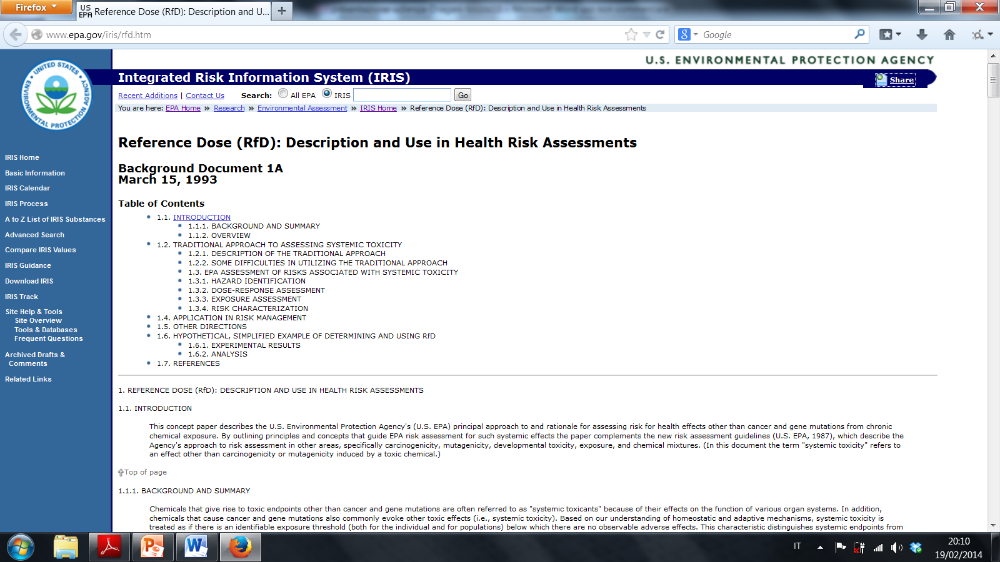 Firefox
US EPA Reference Dose (RfD): Description and U...
www.epa.gov/iris/rfd.htm
Google
U.S. ENVIRONMENTAL PROTECTION AGENCY
UNITED STATES ENVIRONMENTAL PROTECTION AGENCY
Integrated Risk Information System (IRIS)
Share
Recent Additions | Contact Us Search: All EPA IRIS Go
You are here: EPA Home » Research » Environmental Assessment » IRIS Home » Reference Dose (RfD): Description and Use in Health Risk Assessments
IRIS Home
Basic Information
IRIS Calendar
IRIS Process
A to Z List of IRIS Substances
Advanced Search
Compare IRIS Values
IRIS Guidance
Download IRIS
IRIS Track
Site Help & Tools
Site Overview
Tools & Databases
Frequent Questions
Archived Drafts &
Comments
Related Links
Reference Dose (RfD): Description and Use in Health Risk Assessments
Background Document 1A
March 15, 1993
Table of Contents
1.1. INTRODUCTION
1.1.1. BACKGROUND AND SUMMARY
1.1.2. OVERVIEW
1.2. TRADITIONAL APPROACH TO ASSESSING SYSTEMIC TOXICITY
1.2.1. DESCRIPTION OF THE TRADITIONAL APPROACH
1.2.2. SOME DIFFICULTIES IN UTILIZING THE TRADITIONAL APPROACH
1.3. EPA ASSESSMENT OF RISKS ASSOCIATED WITH SYSTEMIC TOXICITY
1.3.1. HAZARD IDENTIFICATION
1.3.2. DOSE-RESPONSE ASSESSMENT
1.3.3. EXPOSURE ASSESSMENT
1.3.4. RISK CHARACTERIZATION
1.4. APPLICATION IN RISK MANAGEMENT
1.5. OTHER DIRECTIONS
1.6. HYPOTHETICAL, SIMPLIFIED EXAMPLE OF DETERMINING AND USING RfD
1.6.1. EXPERIMENTAL RESULTS
1.6.2. ANALYSIS
1.7. REFERENCES
1. REFERENCE DOSE (RfD): DESCRIPTION AND USE IN HEALTH RISK ASSESSMENTS
1.1. INTRODUCTION
This concept paper describes the U.S. Environmental Protection Agency's (U.S. EPA) principal approach to and rationale for assessing risk for health effects other than cancer and gene mutations from chronic
chemical exposure. By outlining principles and concepts that guide EPA risk assessment for such systemic effects the paper complements the new risk assessment guidelines (U.S. EPA, 1987), which describe the
Agency's approach to risk assessment in other areas, specifically carcinogenicity, mutagenicity, developmental toxicity, exposure, and chemical mixtures. (In this document the term "systemic toxicity" refers to
an effect other than carcinogenicity or mutagenicity induced by a toxic chemical.)
Top of page
1.1.1. BACKGROUND AND SUMMARY
Chemicals that give rise to toxic endpoints other than cancer and gene mutations are often referred to as "systemic toxicants" because of their effects on the function of various organ systems. In addition,
chemicals that cause cancer and gene mutations also commonly evoke other toxic effects (i.e., systemic toxicity). Based on our understanding of homeostatic and adaptive mechanisms, systemic toxicity is
treated as if there is an identifiable exposure threshold (both for the individual and for populations) below which there are no observable adverse effects. This characteristic distinguishes systemic endpoints from
IT
20:10
19/02/2014